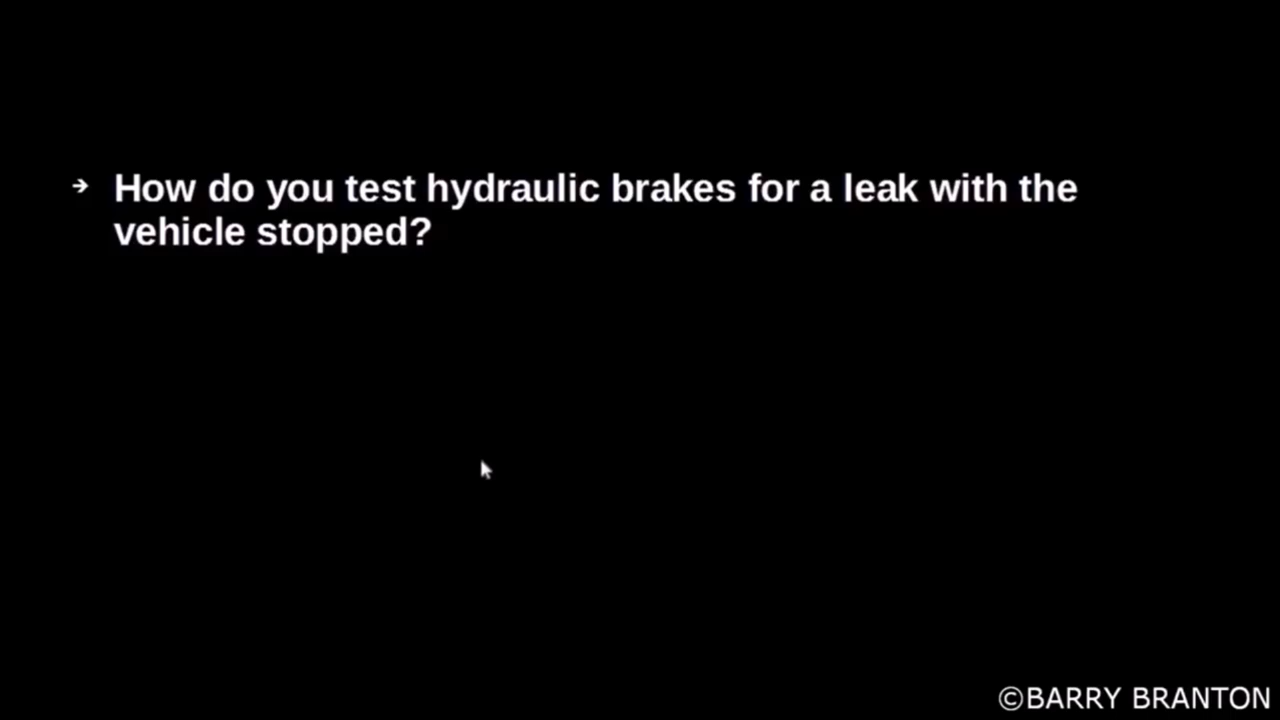 → How do you test hydraulic brakes for a leak with the
vehicle stopped?
©BARRY BRANTON